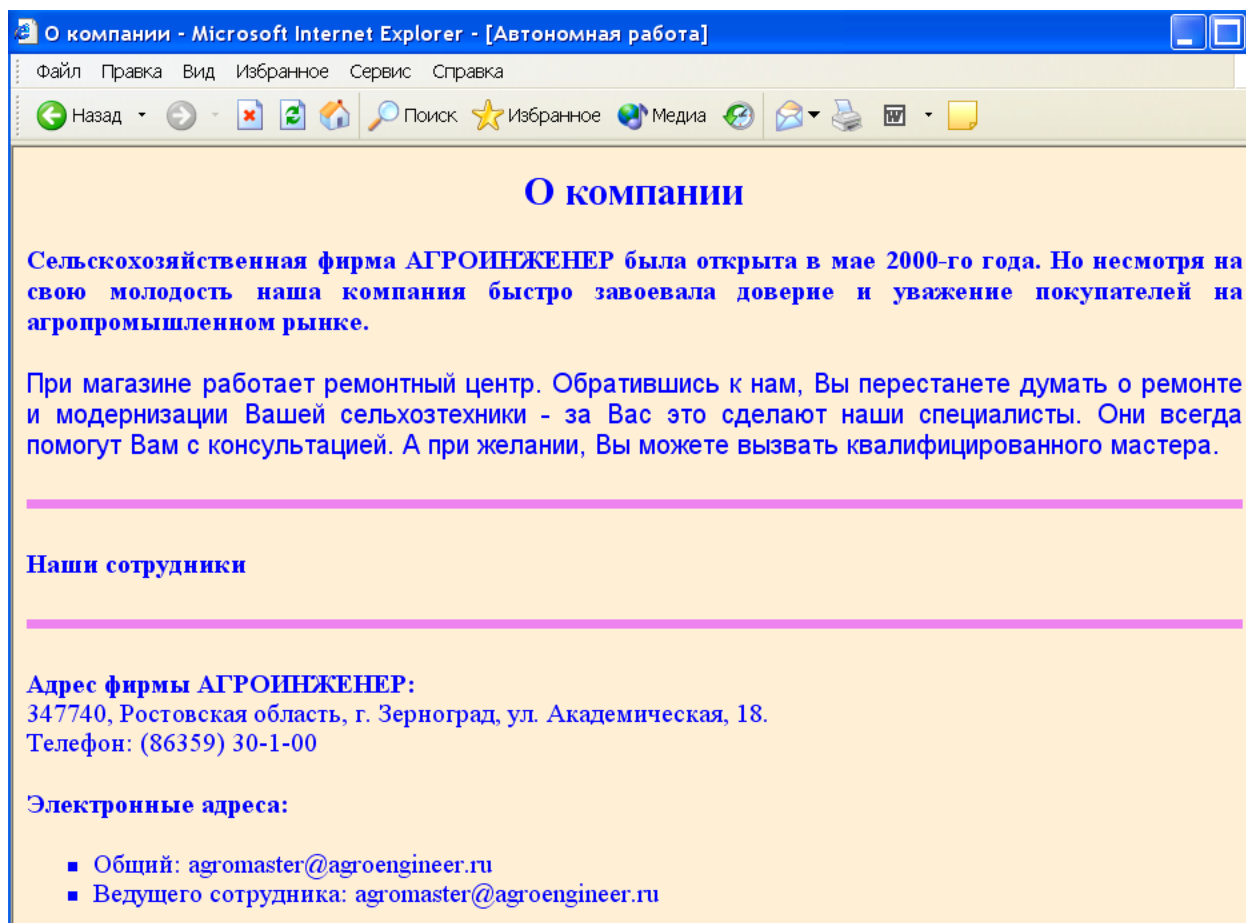 О компании - Microsoft Internet Explorer - [Автономная работа]
Файл Правка Вид Избранное Сервис Справка
Назад Поиск Избранное Медиа
О компании
Сельскохозяйственная фирма АГРОИНЖЕНЕР была открыта в мае 2000-го года. Но несмотря на
свою молодость наша компания быстро завоевала доверие и уважение покупателей на
агропромышленном рынке.
При магазине работает ремонтный центр. Обратившись к нам, Вы перестанете думать о ремонте
и модернизации Вашей сельхозтехники - за Вас это сделают наши специалисты. Они всегда
помогут Вам с консультацией. А при желании, Вы можете вызвать квалифицированного мастера.
Наши сотрудники
Адрес фирмы АГРОИНЖЕНЕР:
347740, Ростовская область, г. Зерноград, ул. Академическая, 18.
Телефон: (86359) 30-1-00
Электронные адреса:
Общий: agromaster@agroengineer.ru
Ведущего сотрудника: agromaster@agroengineer.ru